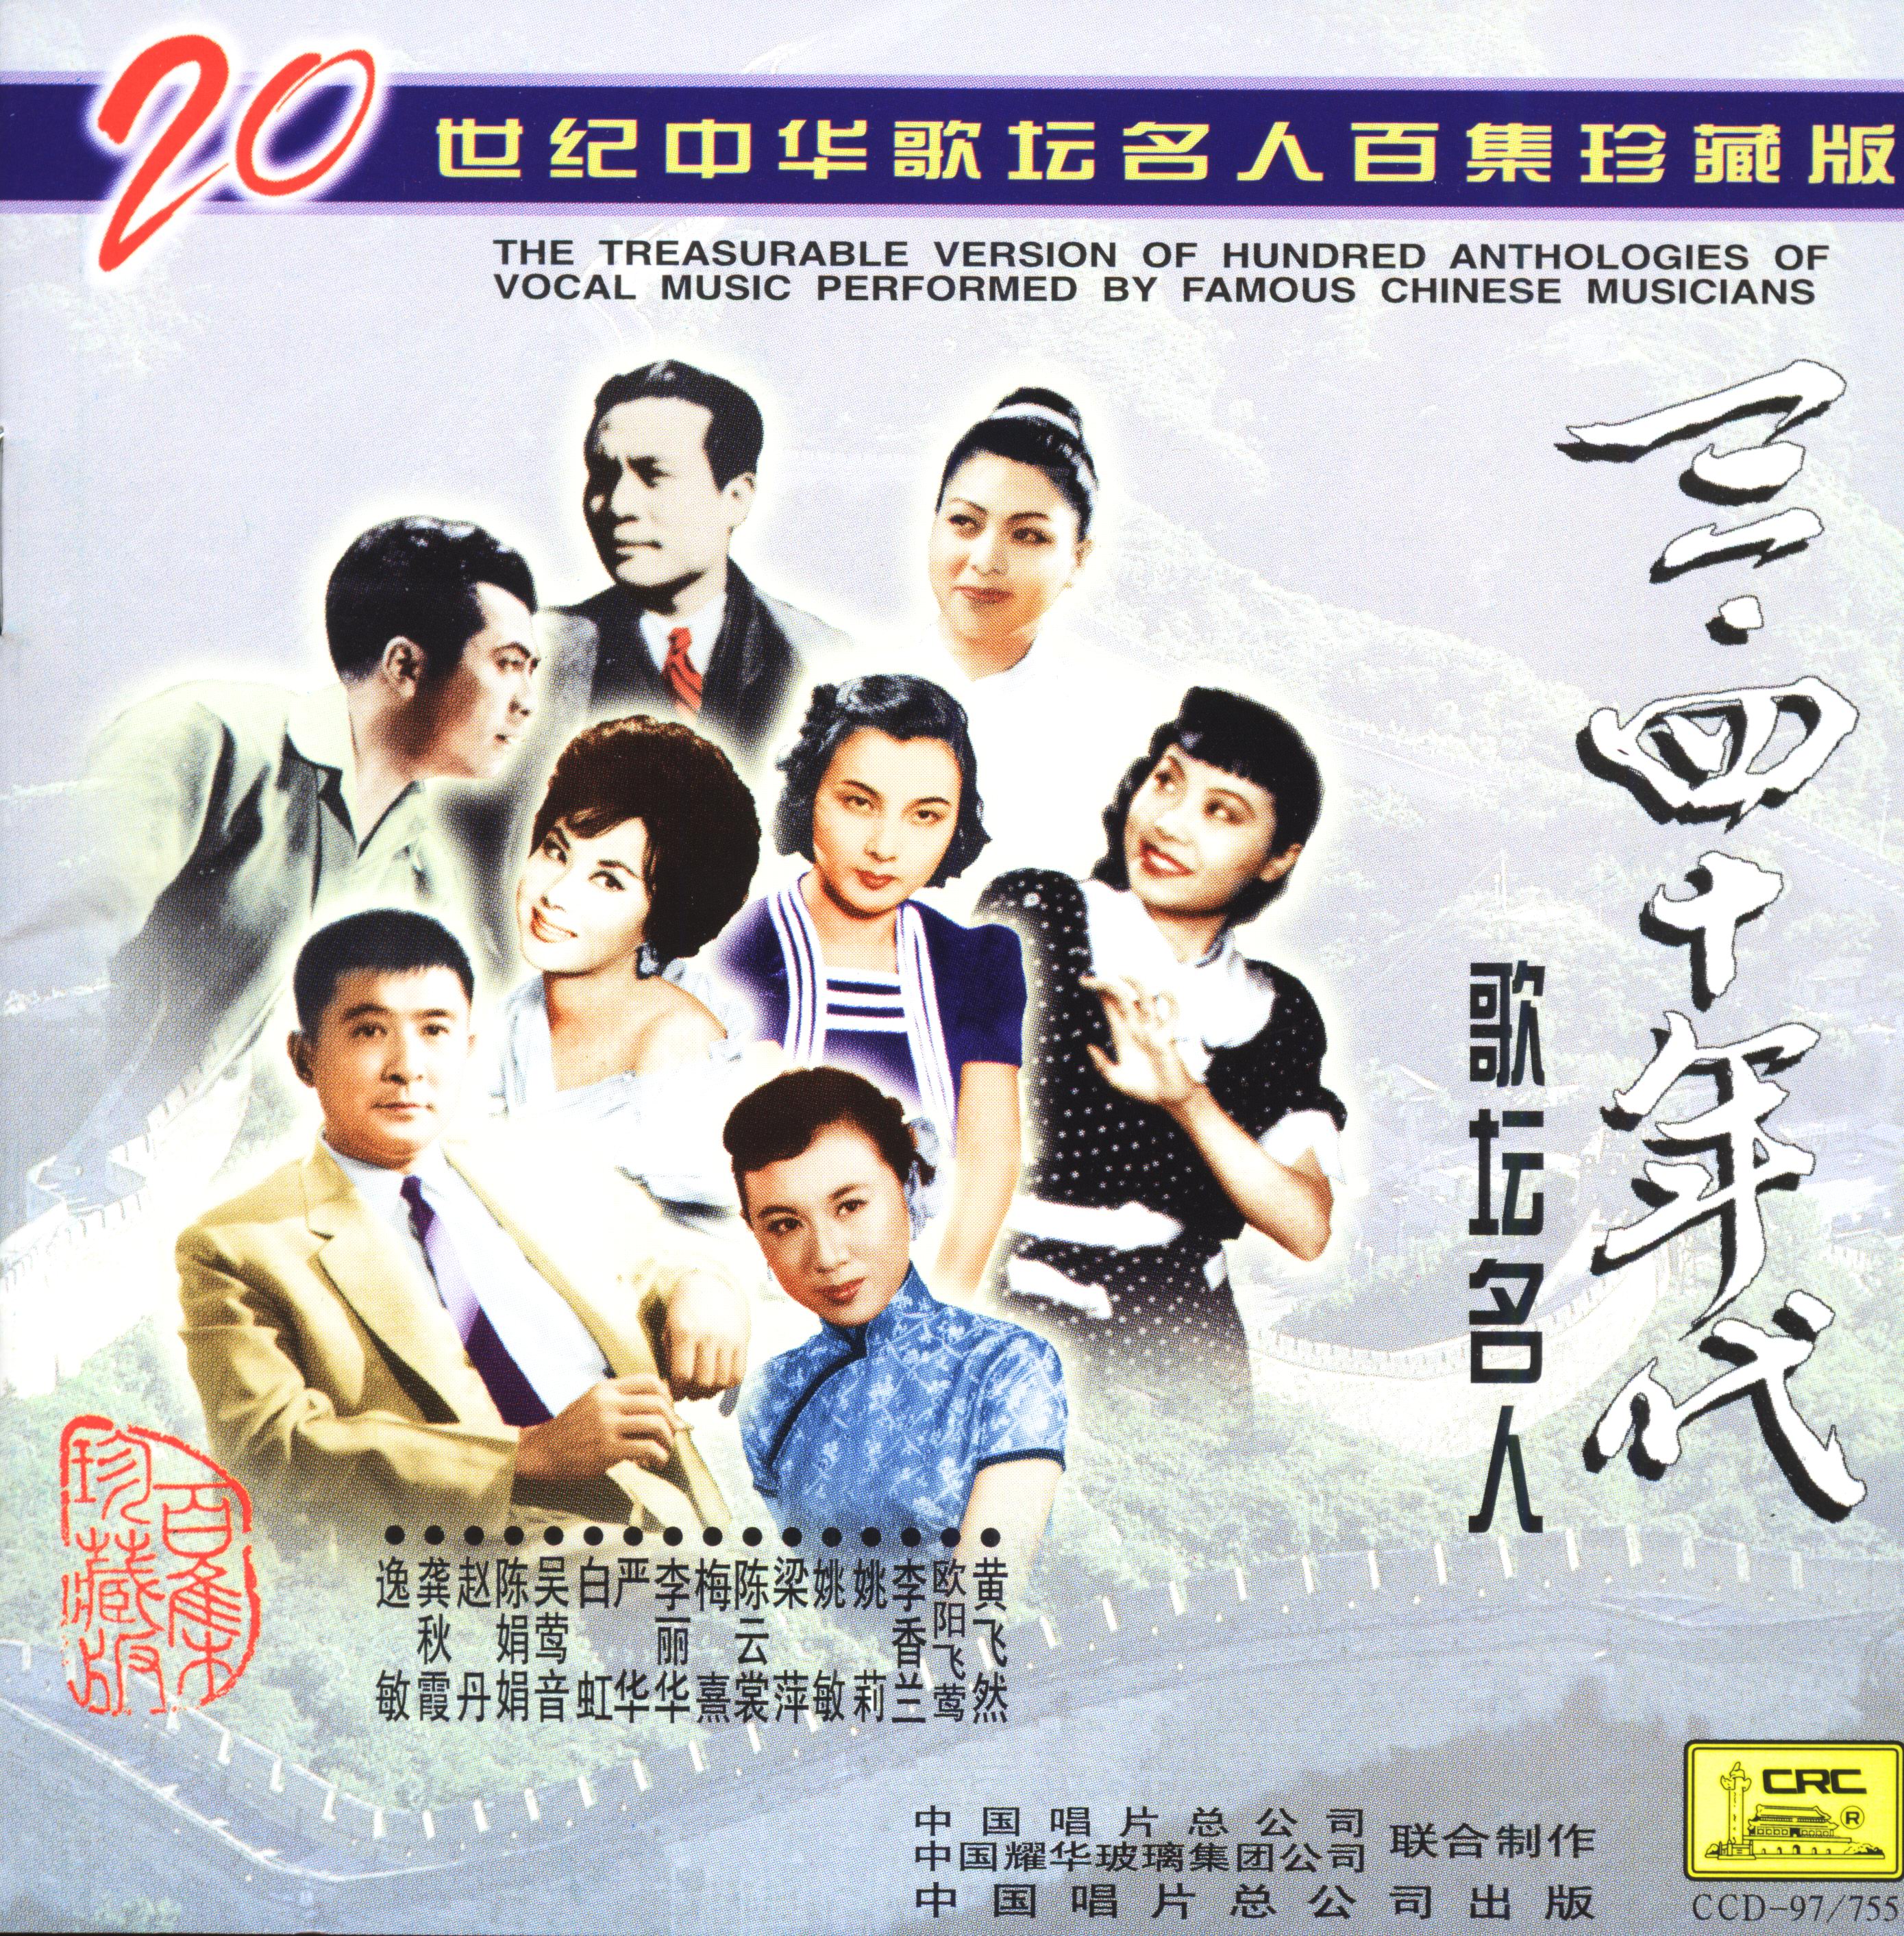 20世纪中华歌坛名人百集珍藏版
THE TREASURABLE VERSION OF HUNDRED ANTHOLOGIES OF
VOCAL MUSIC PERFORMED BY FAMOUS CHINESE MUSICIANS
三·四十年代
歌坛名人
黄飞然
欧阳飞莺
李香兰
姚莉
姚敏
梁萍
陈云裳
梅熹
李丽华
严华
白虹
吴莺音
陈娟娟
赵丹
龚秋霞
逸敏
百集
珍藏版
中国唱片总公司
中国耀华玻璃集团公司
联合制作
中国唱片总公司出版
CRC
®
CCD-97/755